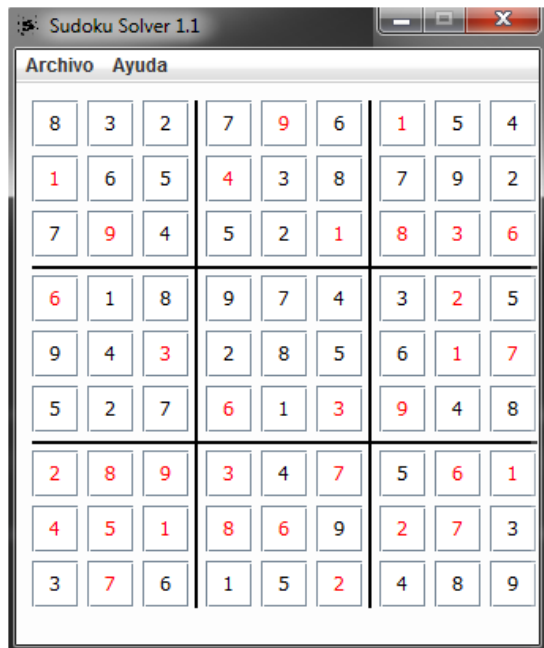 Sudoku Solver 1.1
Archivo Ayuda
8 3 2 7 9 6 1 5 4
1 6 5 4 3 8 7 9 2
7 9 4 5 2 1 8 3 6
6 1 8 9 7 4 3 2 5
9 4 3 2 8 5 6 1 7
5 2 7 6 1 3 9 4 8
2 8 9 3 4 7 5 6 1
4 5 1 8 6 9 2 7 3
3 7 6 1 5 2 4 8 9